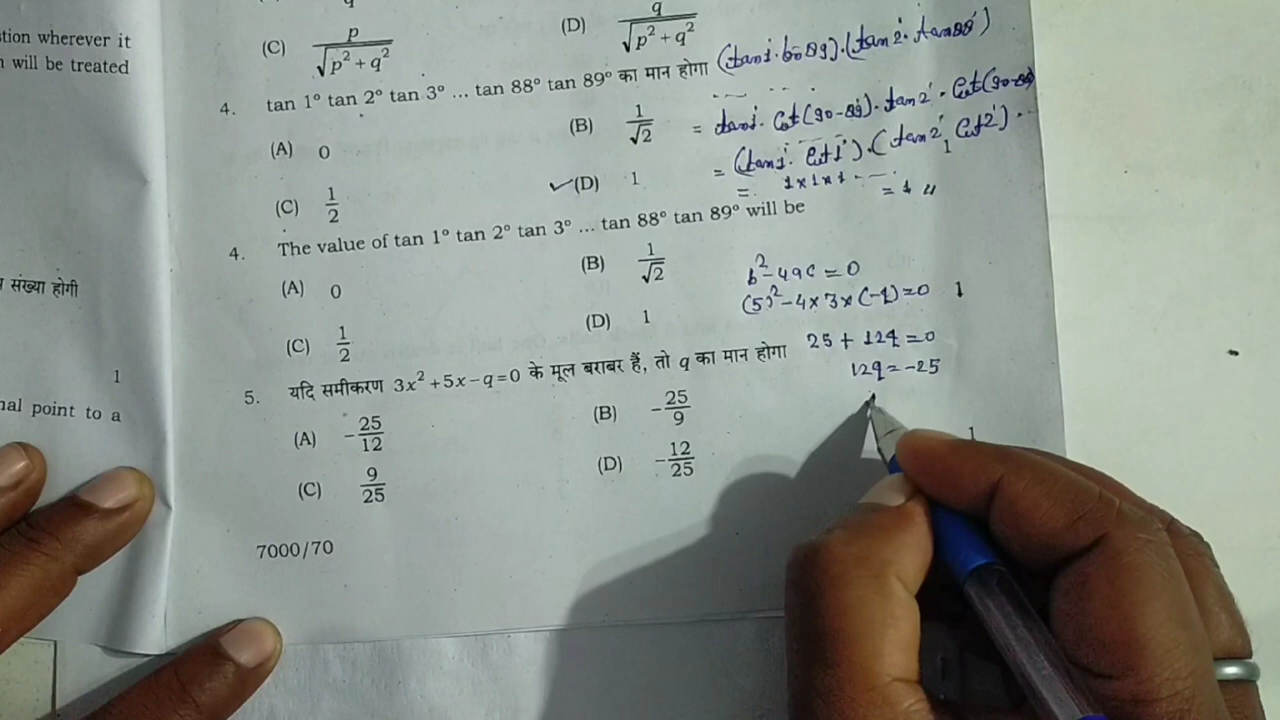 stion wherever it
will be treated
संख्या होगी
1
nal point to a
q
(C) p/√(p²+q²)
(D) q/√(p²+q²)
4. tan 1° tan 2° tan 3° ... tan 88° tan 89° का मान होगा
(A) 0
(B) 1/√2
(C) 1/2
(D) 1
1
= 1×1×1 ....
= 1 "
4. The value of tan 1° tan 2° tan 3° ... tan 88° tan 89° will be
(A) 0
(B) 1/√2
(C) 1/2
(D) 1
1
b²-4ac=0
(5)²-4×3×(-q)=0
25+12q=0
12q=-25
5. यदि समीकरण 3x²+5x-q=0 के मूल बराबर हैं, तो q का मान होगा
(A) -25/12
(B) -25/9
(C) 9/25
(D) -12/25
1
7000/70